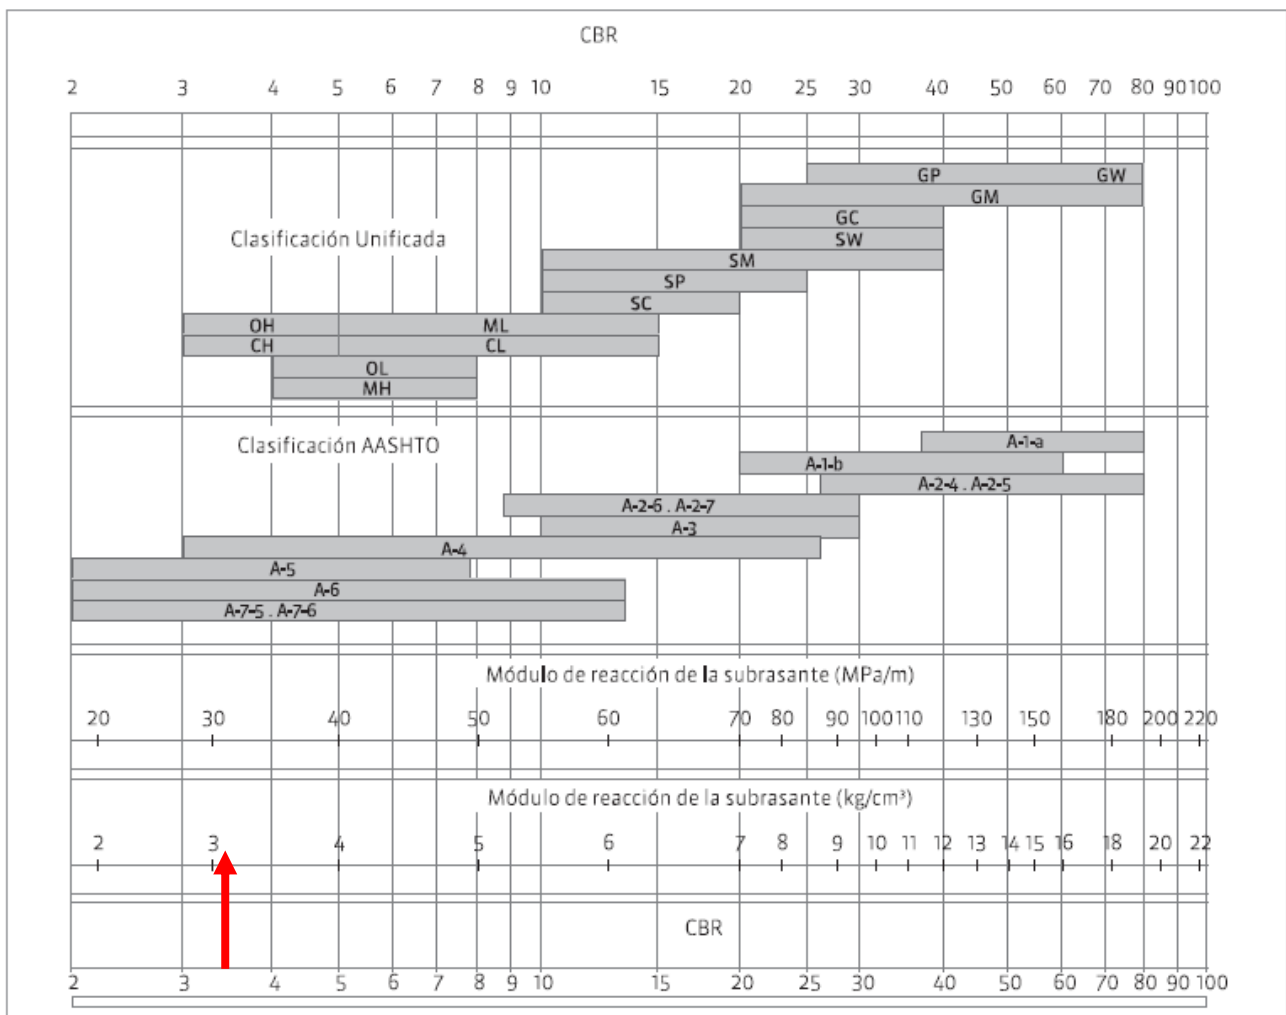 CBR
2 3 4 5 6 7 8 9 10 15 20 25 30 40 50 60 70 80 90 100
GP GW
GM
GC
Clasificación Unificada SW
SM
SP
SC
OH ML
CH CL
OL
MH
Clasificación AASHTO A-1-a
A-1-b
A-2-4 . A-2-5
A-2-6 . A-2-7
A-3
A-4
A-5
A-6
A-7-5 . A-7-6
Módulo de reacción de la subrasante (MPa/m)
20 30 40 50 60 70 80 90 100 110 130 150 180 200 220
Módulo de reacción de la subrasante (kg/cm³)
2 3 4 5 6 7 8 9 10 11 12 13 14 15 16 18 20 22
CBR
2 3 4 5 6 7 8 9 10 15 20 25 30 40 50 60 70 80 90 100